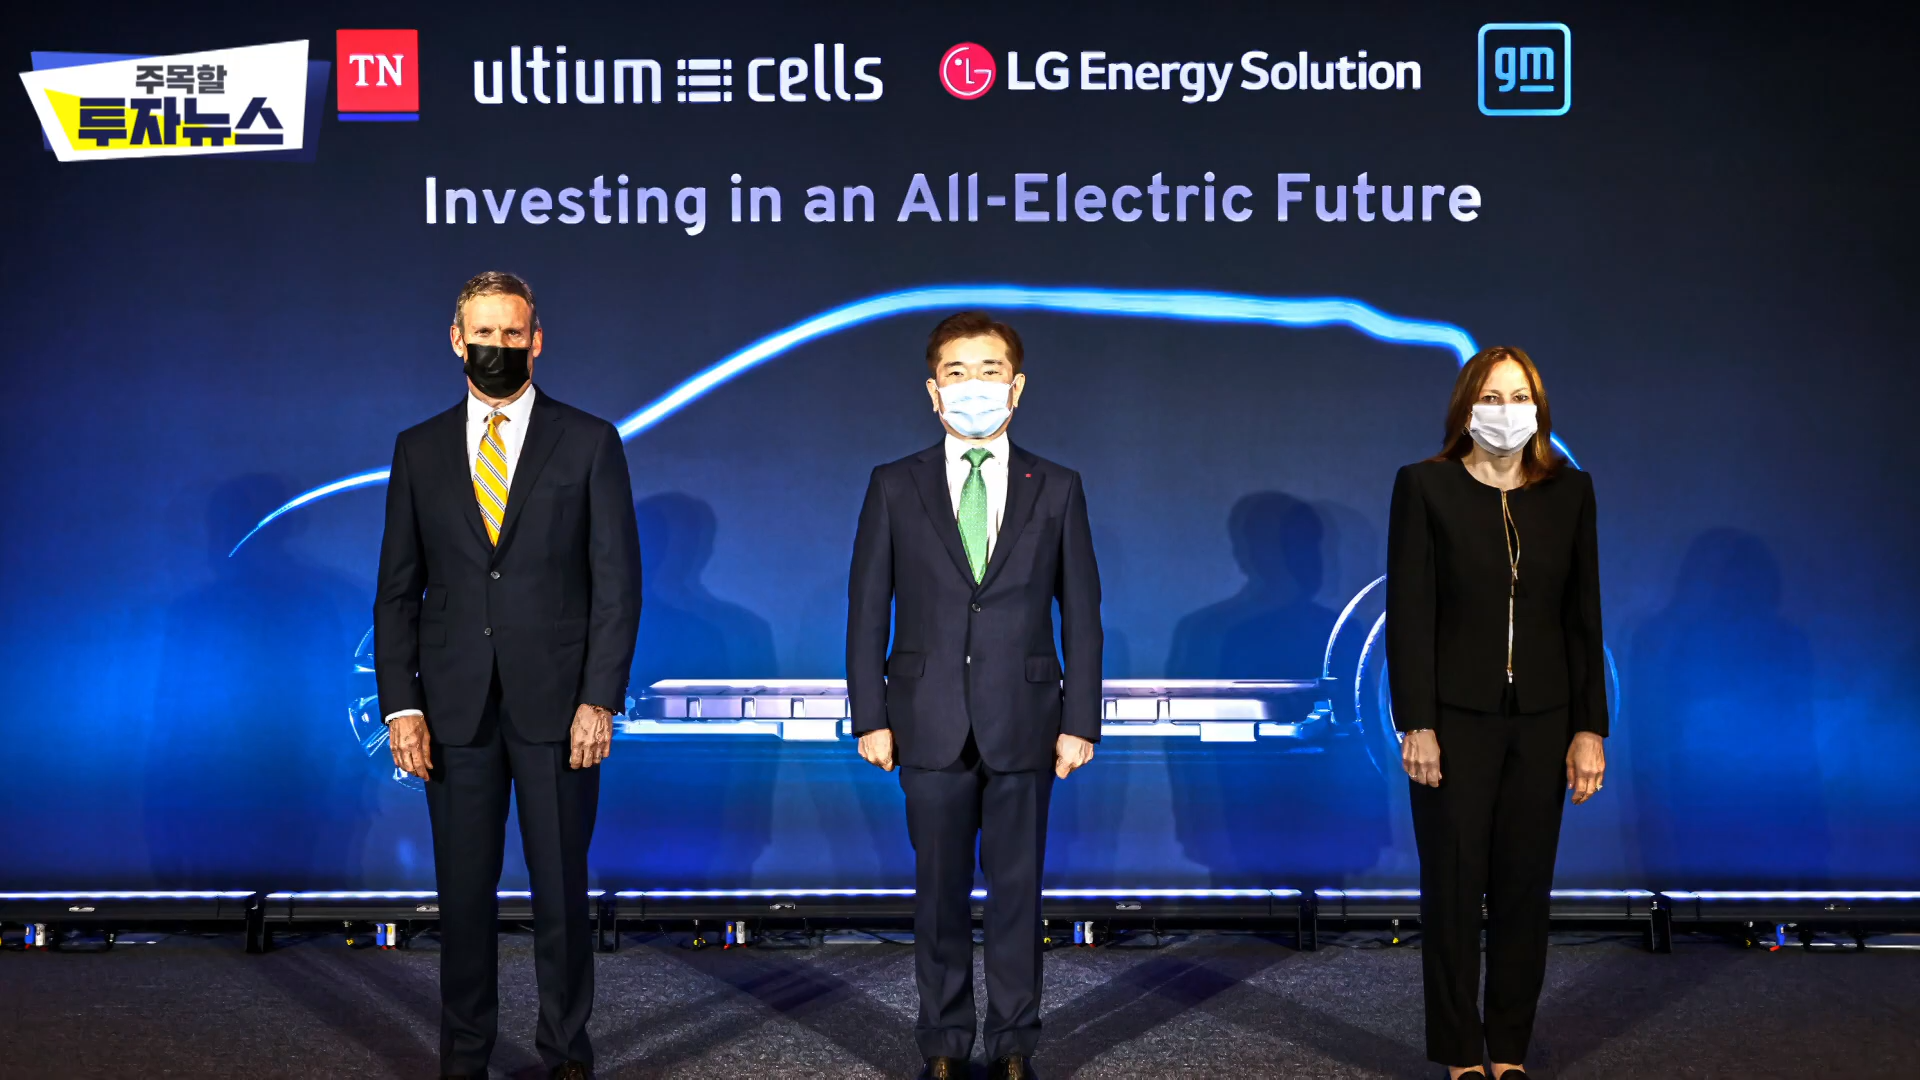 주목할
투자뉴스
TN
ultium cells
LG Energy Solution
gm
Investing in an All-Electric Future